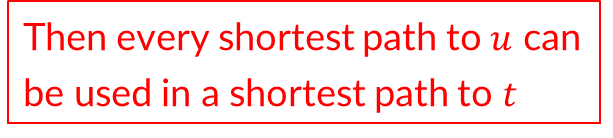 Then every shortest path to u can
be used in a shortest path to t